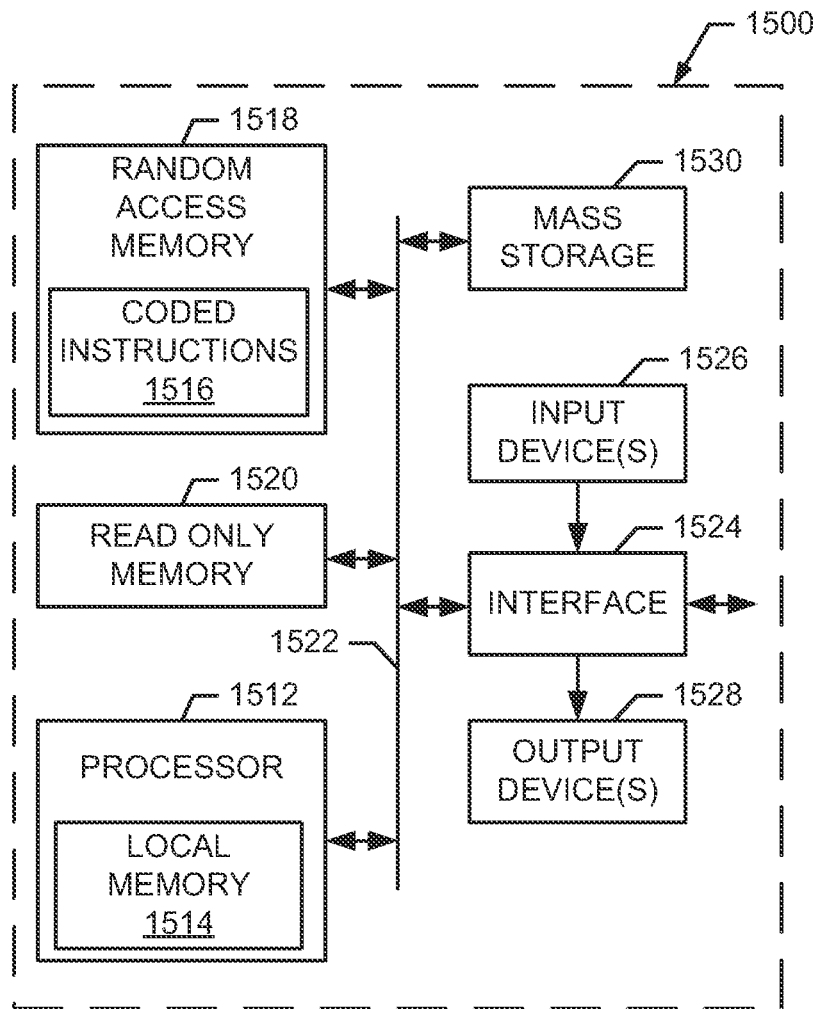 1500
1518
RANDOM
ACCESS
MEMORY
CODED
INSTRUCTIONS
1516
1530
MASS
STORAGE
1526
INPUT
DEVICE(S)
1520
READ ONLY
MEMORY
1524
INTERFACE
1522
1512
PROCESSOR
LOCAL
MEMORY
1514
1528
OUTPUT
DEVICE(S)